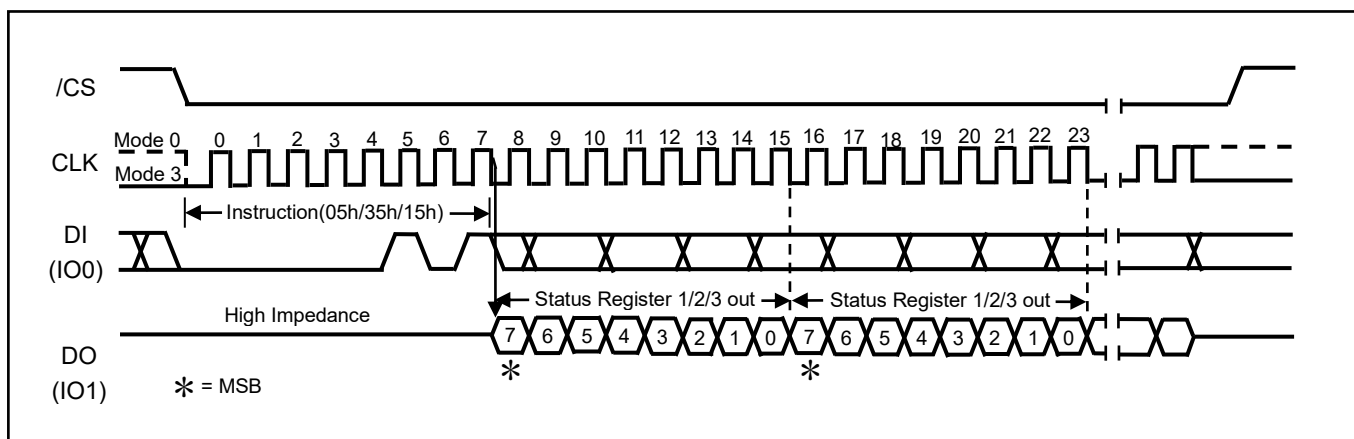 /CS
Mode 0 0 1 2 3 4 5 6 7 8 9 10 11 12 13 14 15 16 17 18 19 20 21 22 23
CLK
Mode 3
Instruction(05h/35h/15h)
DI
(IO0)
Status Register 1/2/3 out Status Register 1/2/3 out
High Impedance
DO 7 6 5 4 3 2 1 0 7 6 5 4 3 2 1 0
* *
(IO1) * = MSB